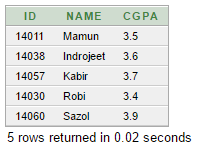 ID NAME CGPA
14011 Mamun 3.5
14038 Indrojeet 3.6
14057 Kabir 3.7
14030 Robi 3.4
14060 Sazol 3.9
5 rows returned in 0.02 seconds